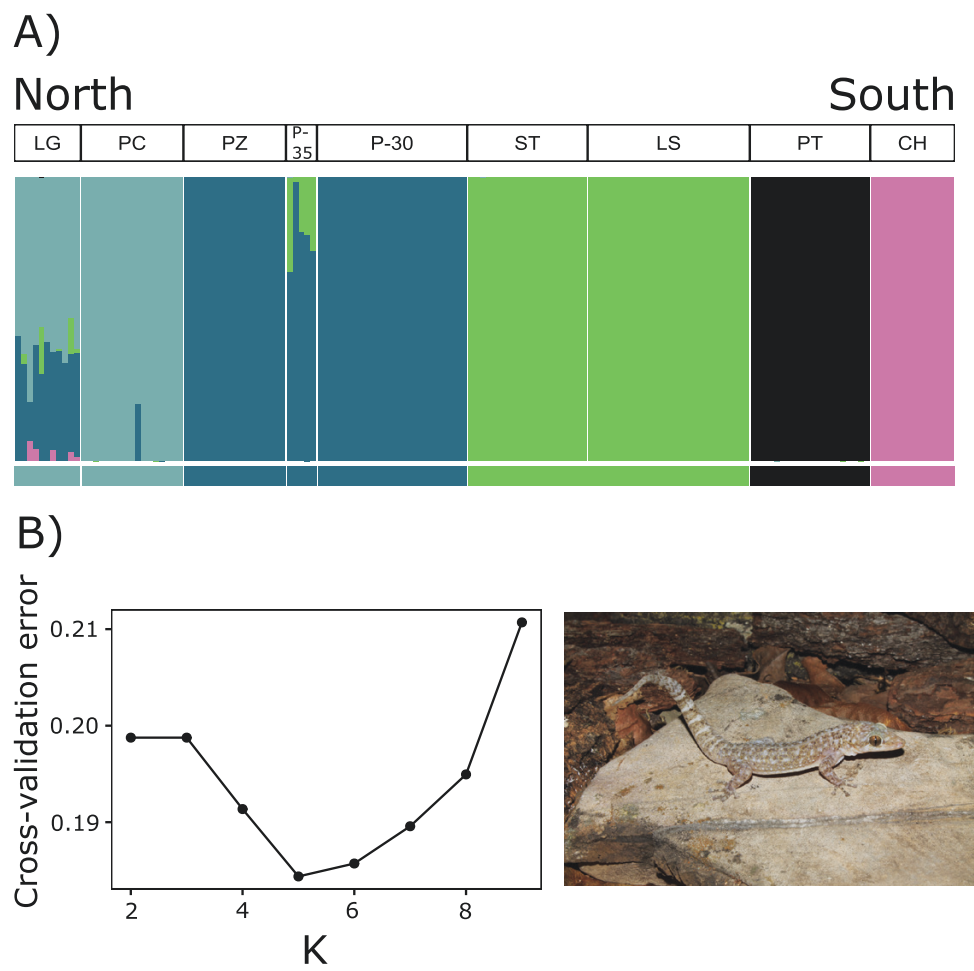 A)
North South
LG PC PZ P-35 P-30 ST LS PT CH
B)
Cross-validation error
0.21
0.20
0.19
2 4 6 8
K